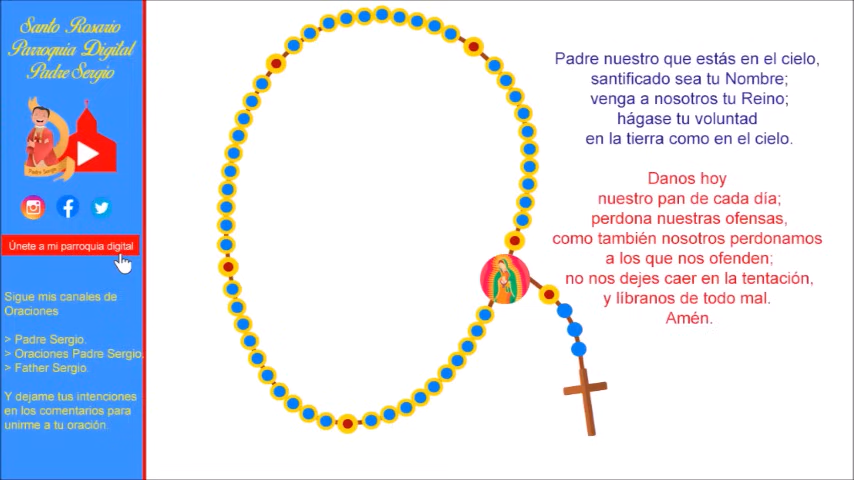 Santo Rosario
Parroquia Digital
Padre Sergio
Padre Sergio
Únete a mi parroquia digital
Sigue mis canales de
Oraciones
> Padre Sergio.
> Oraciones Padre Sergio.
> Father Sergio.
Y dejame tus intenciones
en los comentarios para
unirme a tu oración.
Padre nuestro que estás en el cielo,
santificado sea tu Nombre;
venga a nosotros tu Reino;
hágase tu voluntad
en la tierra como en el cielo.
Danos hoy
nuestro pan de cada día;
perdona nuestras ofensas,
como también nosotros perdonamos
a los que nos ofenden;
no nos dejes caer en la tentación,
y líbranos de todo mal.
Amén.